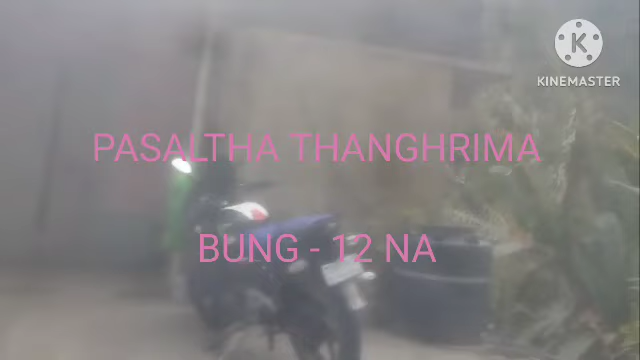 KINEMASTER
PASALTHA THANGHRIMA
BUNG - 12 NA